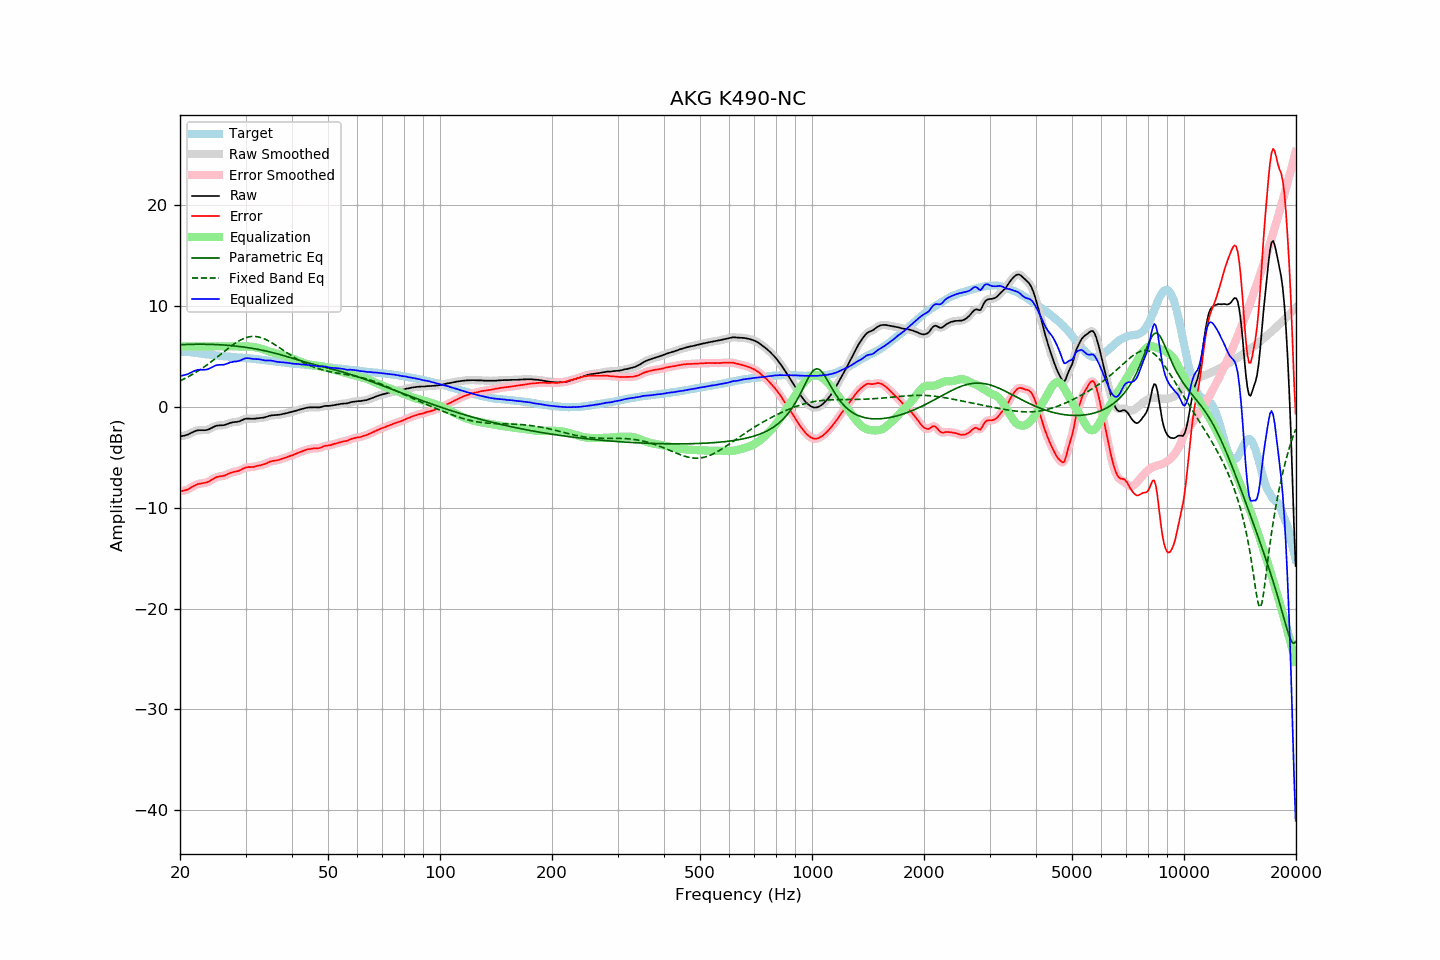 AKG K490-NC
Target
Raw Smoothed
Error Smoothed
Raw
Error
Equalization
Parametric Eq
Fixed Band Eq
Equalized
Amplitude (dBr)
20
10
0
−10
−20
−30
−40
20 50 100 200 500 1000 2000 5000 10000 20000
Frequency (Hz)